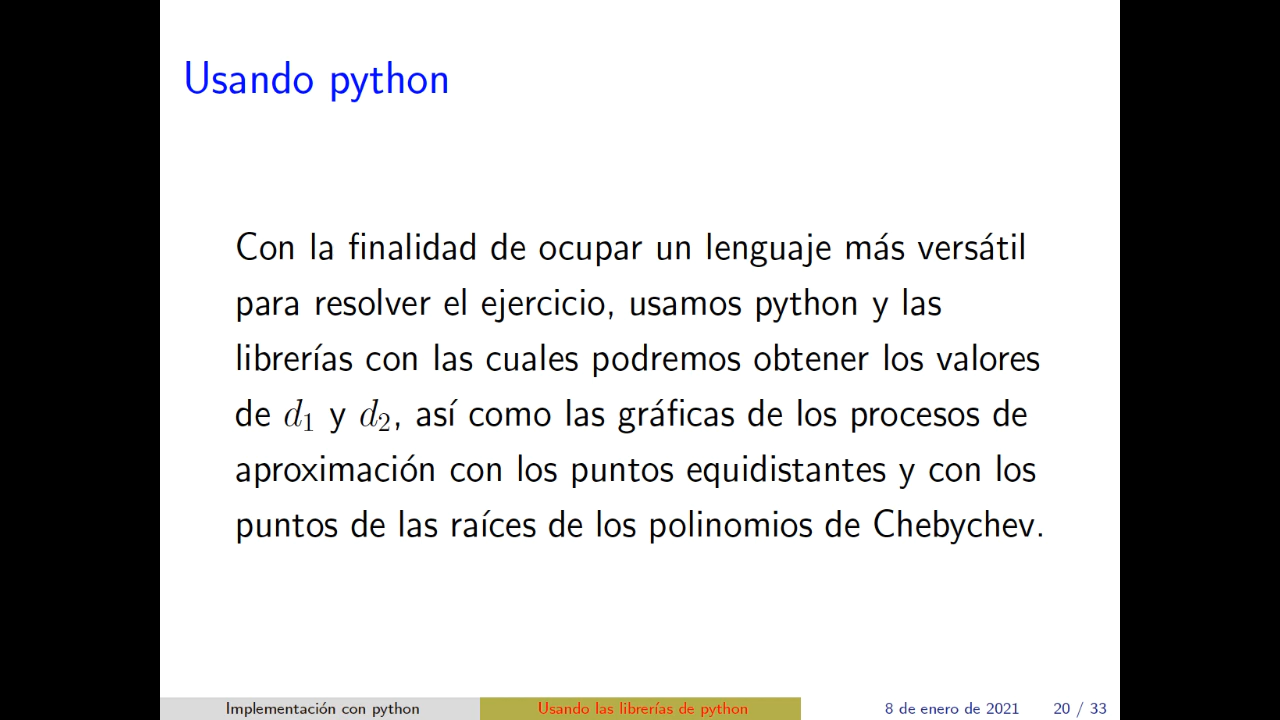 Usando python
Con la finalidad de ocupar un lenguaje más versátil
para resolver el ejercicio, usamos python y las
librerías con las cuales podremos obtener los valores
de d₁ y d₂, así como las gráficas de los procesos de
aproximación con los puntos equidistantes y con los
puntos de las raíces de los polinomios de Chebychev.
Implementación con python Usando las librerías de python 8 de enero de 2021 20 / 33